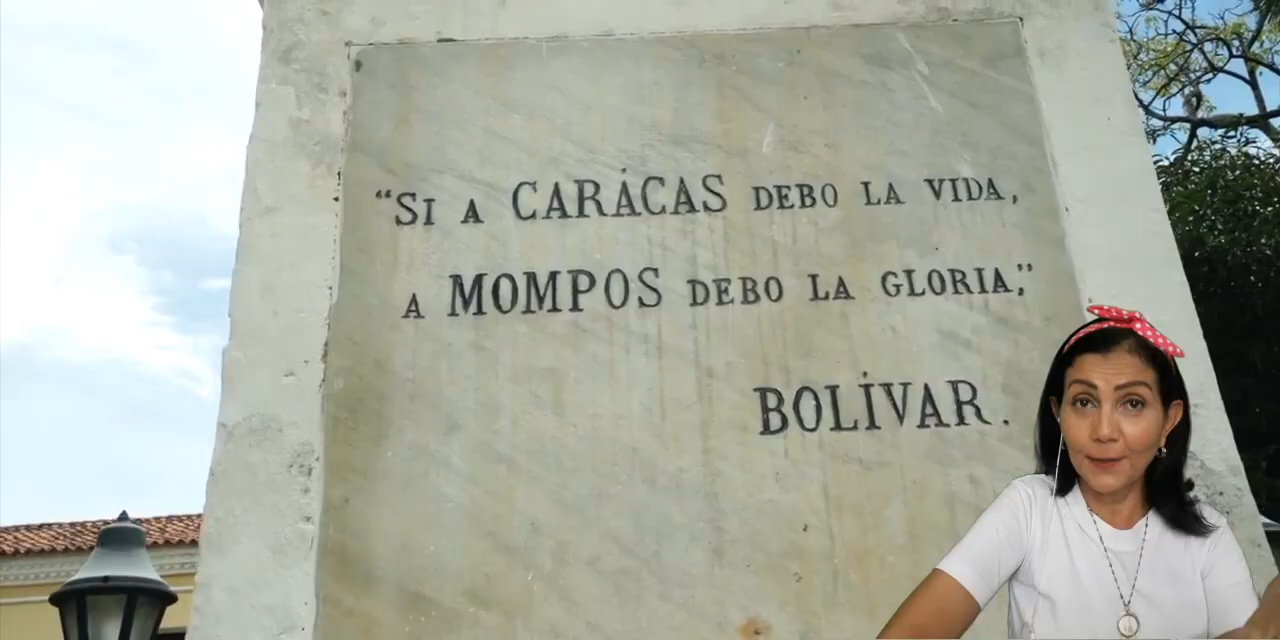 “SI A CARÁCAS DEBO LA VIDA,
A MOMPOS DEBO LA GLORIA,”
BOLÍVAR.